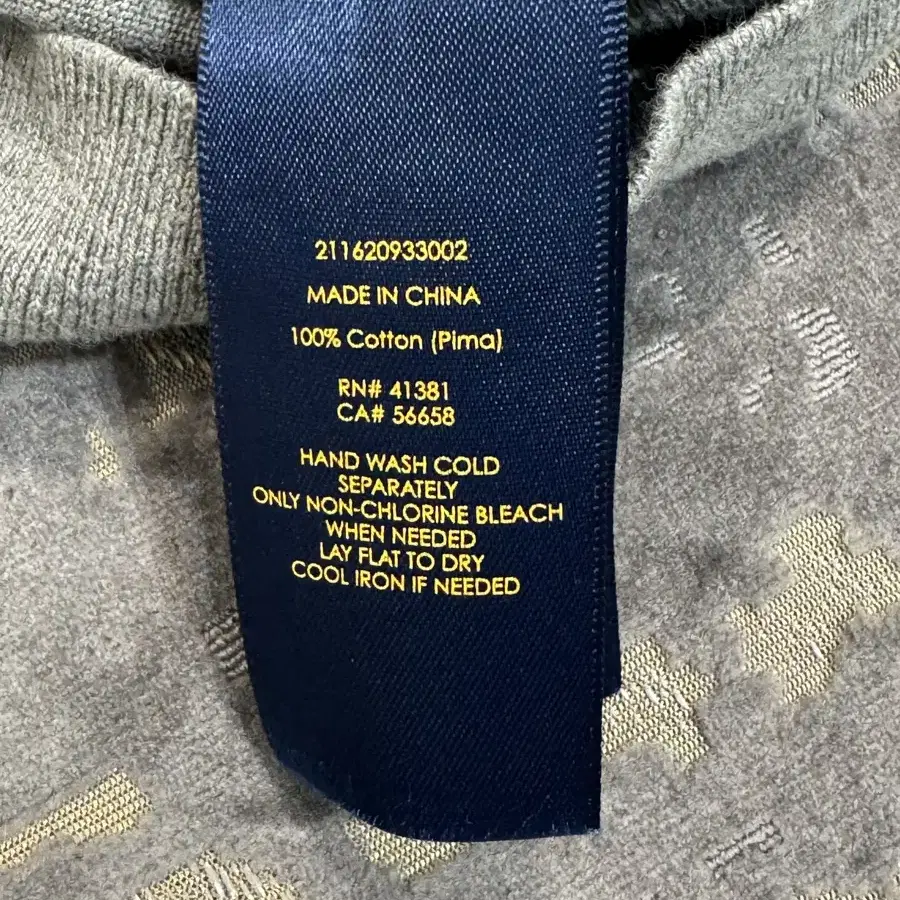 211620933002
MADE IN CHINA
100% Cotton (Pima)
RN# 41381
CA# 56658
HAND WASH COLD
SEPARATELY
ONLY NON-CHLORINE BLEACH
WHEN NEEDED
LAY FLAT TO DRY
COOL IRON IF NEEDED